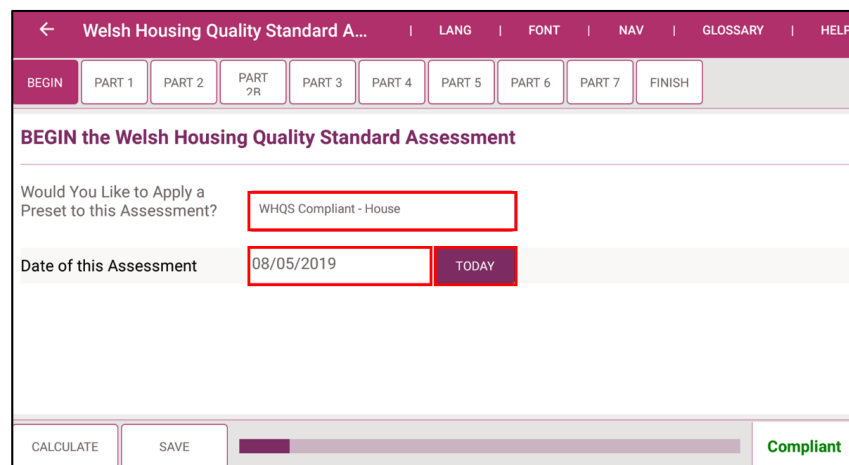 ← Welsh Housing Quality Standard A... | LANG | FONT | NAV | GLOSSARY | HELP
BEGIN PART 1 PART 2 PART 2B PART 3 PART 4 PART 5 PART 6 PART 7 FINISH
BEGIN the Welsh Housing Quality Standard Assessment
Would You Like to Apply a
Preset to this Assessment?
WHQS Compliant - House
Date of this Assessment 08/05/2019 TODAY
CALCULATE SAVE Compliant